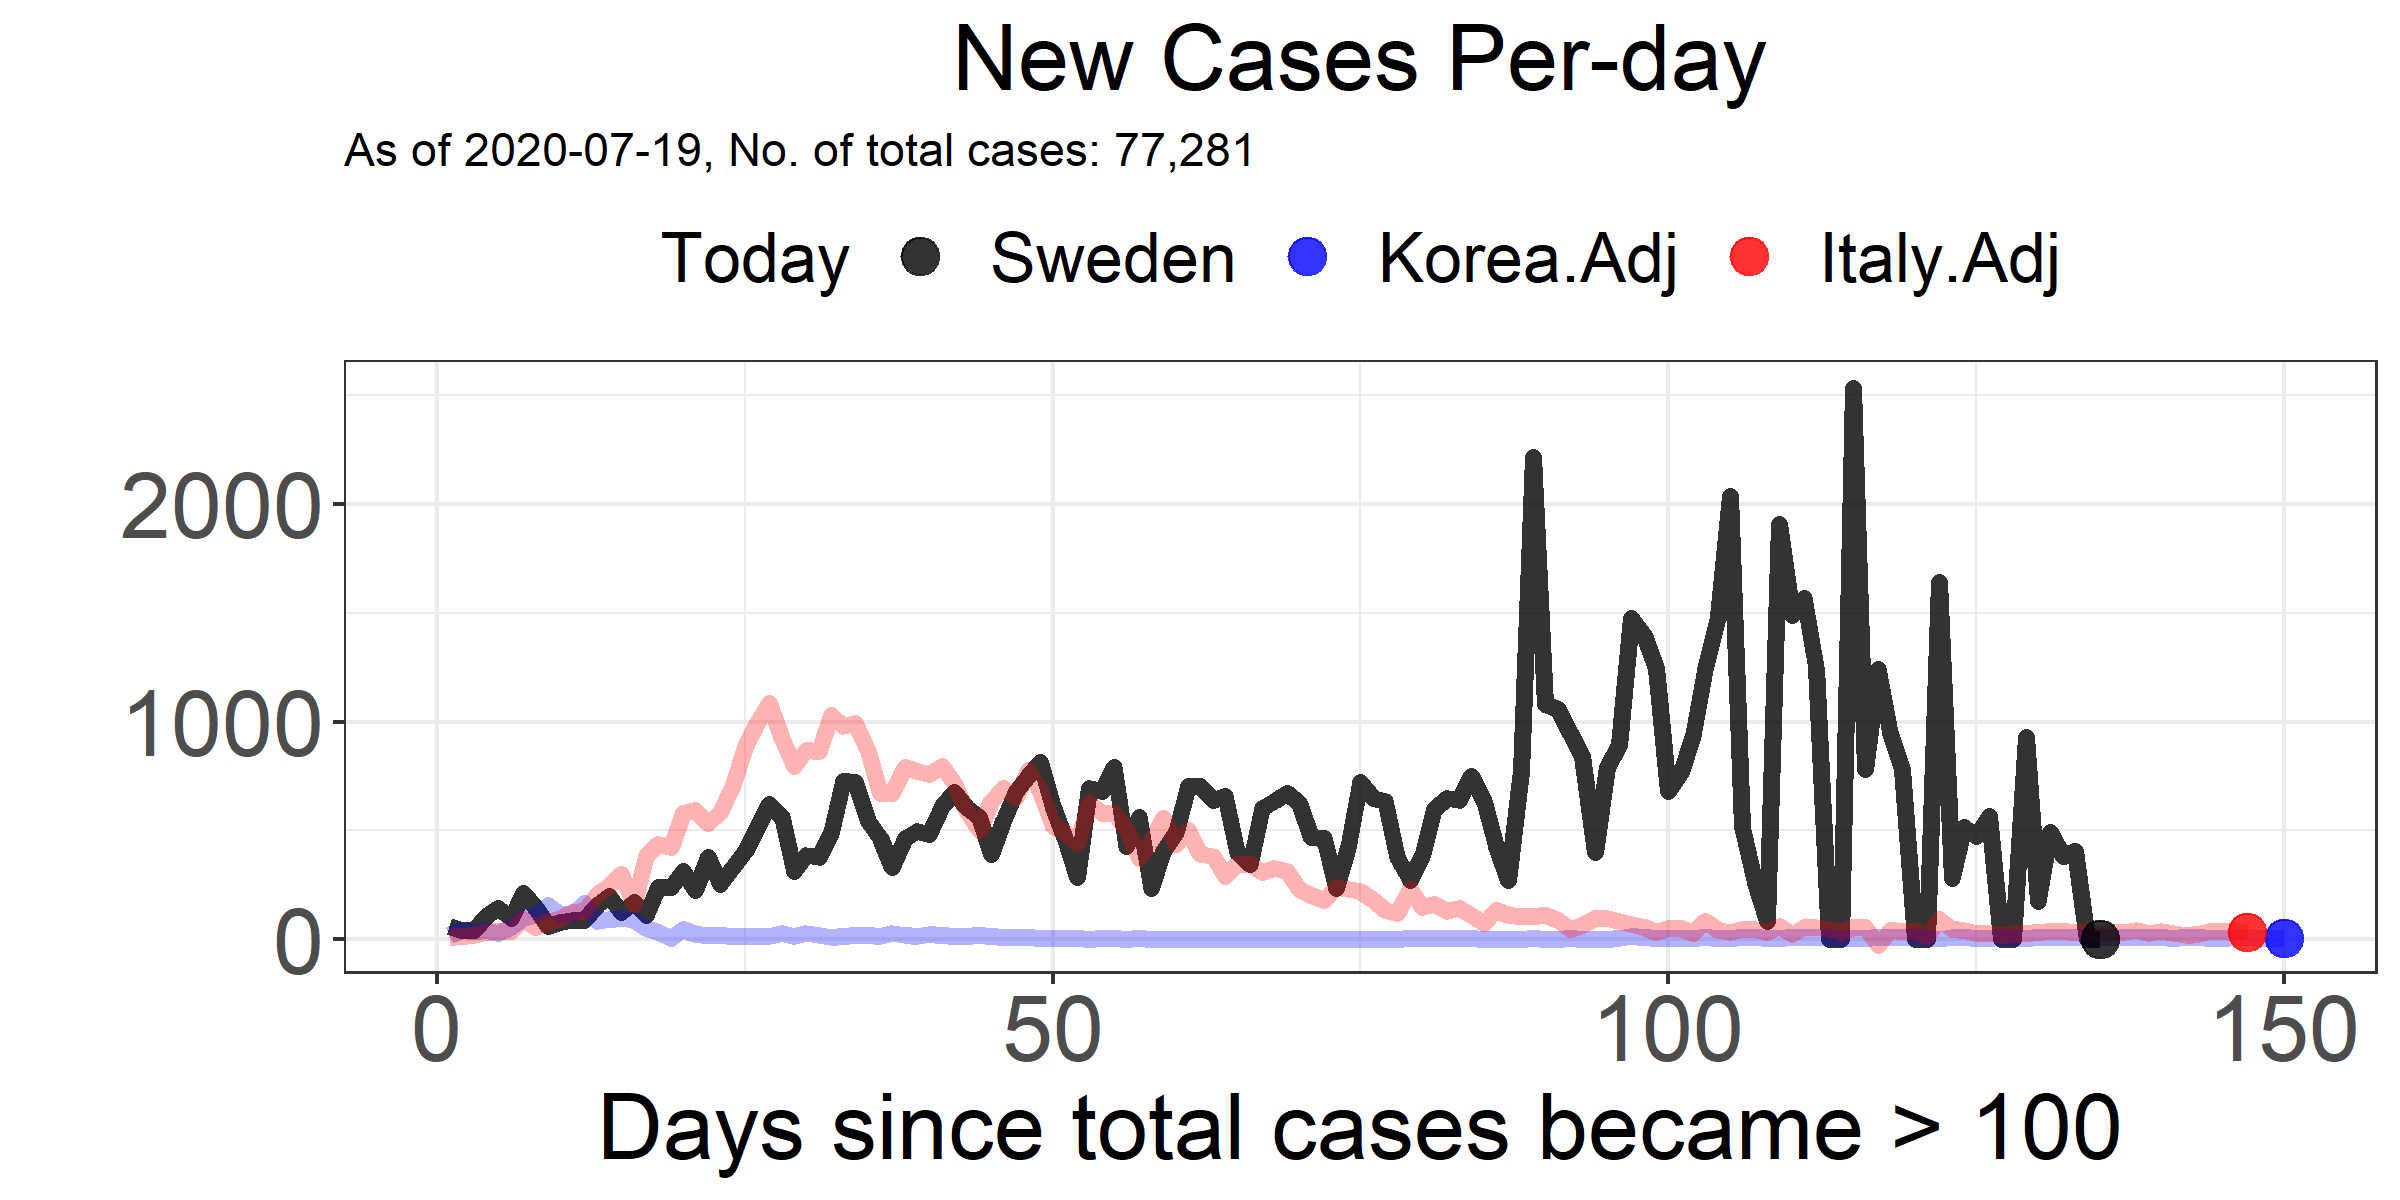 New Cases Per-day
As of 2020-07-19, No. of total cases: 77,281
Today Sweden Korea.Adj Italy.Adj
2000
1000
0
0 50 100 150
Days since total cases became > 100